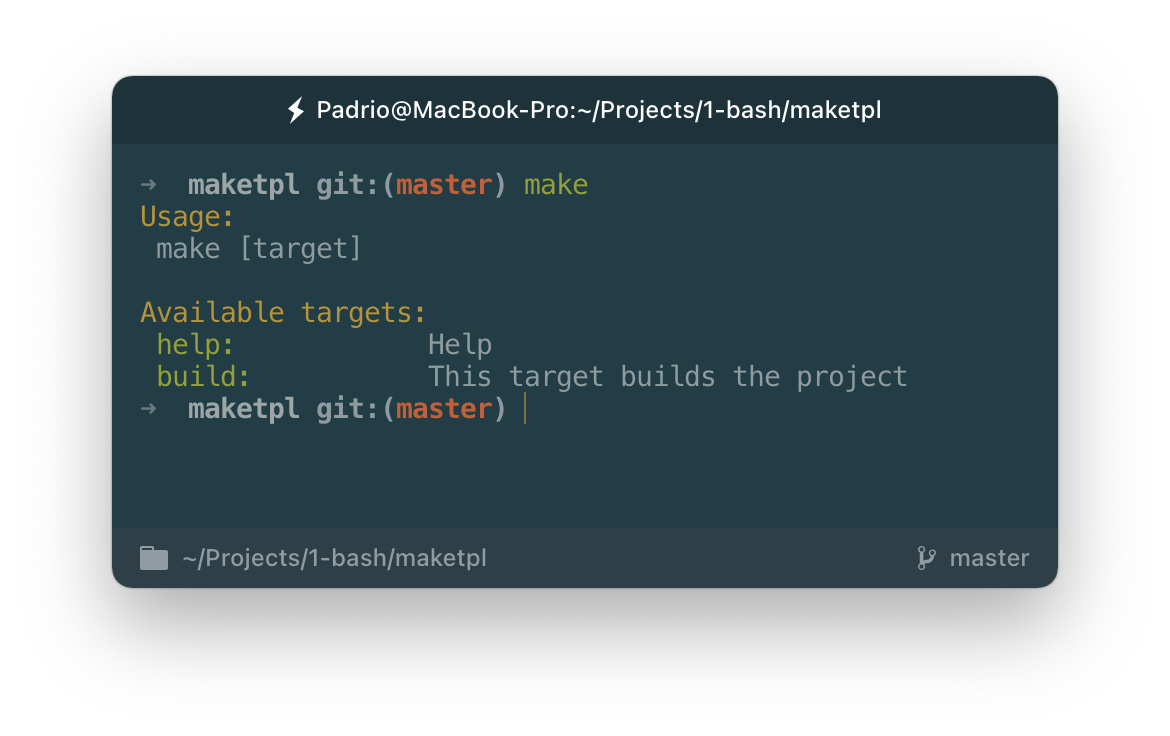 Padrio@MacBook-Pro:~/Projects/1-bash/maketpl
➜ maketpl git:(master) make
Usage:
make [target]
Available targets:
help: Help
build: This target builds the project
➜ maketpl git:(master)
~/Projects/1-bash/maketpl master